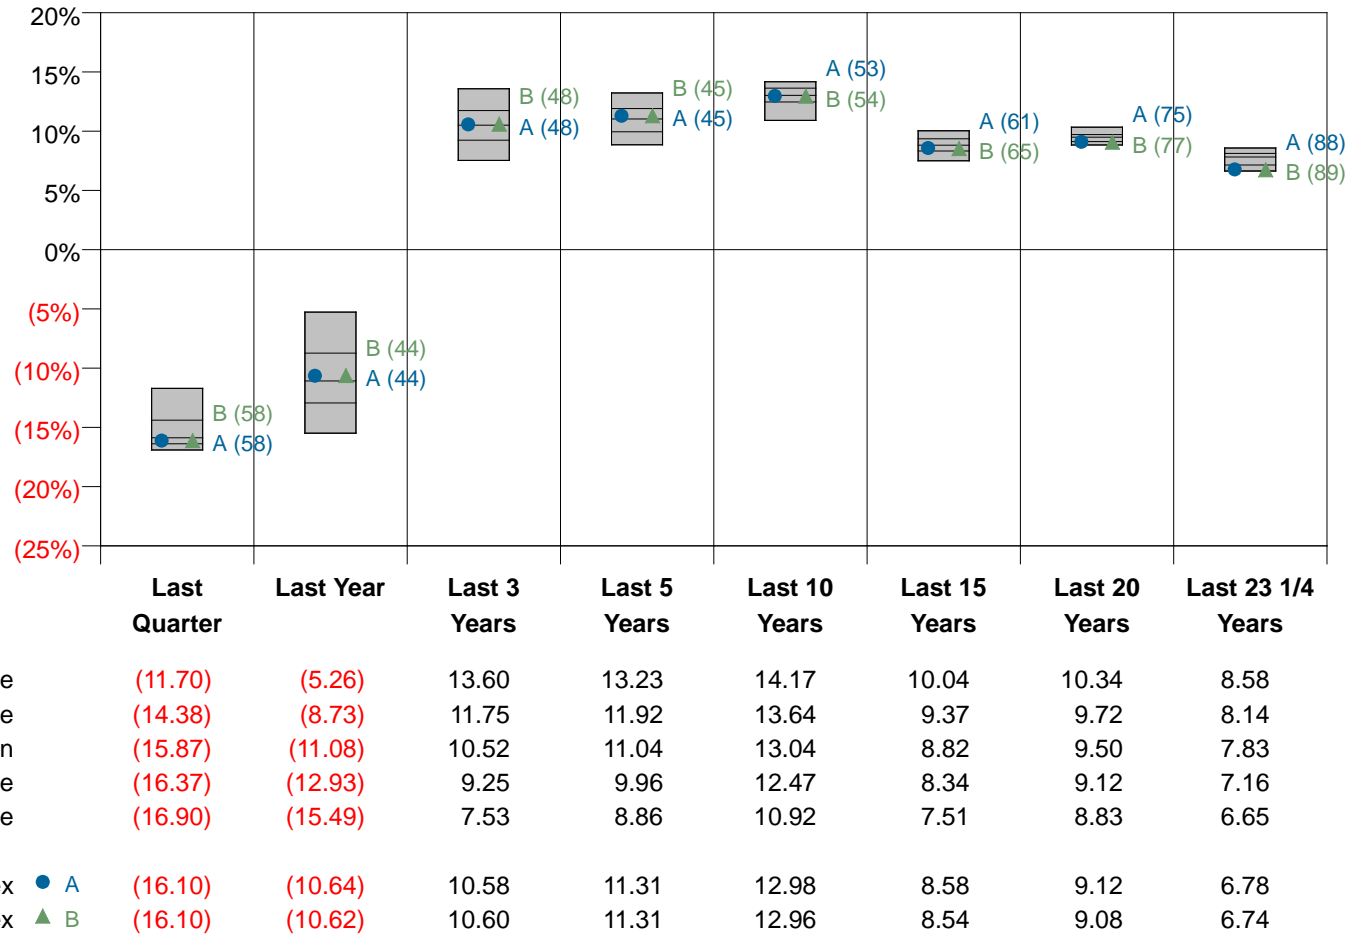 20%
15%
10%
5%
0%
(5%)
(10%)
(15%)
(20%)
(25%)
B (58)
A (58)
B (44)
A (44)
B (48)
A (48)
B (45)
A (45)
A (53)
B (54)
A (61)
B (65)
A (75)
B (77)
A (88)
B (89)
Last Last Year Last 3 Last 5 Last 10 Last 15 Last 20 Last 23 1/4
Quarter Years Years Years Years Years Years
e (11.70) (5.26) 13.60 13.23 14.17 10.04 10.34 8.58
e (14.38) (8.73) 11.75 11.92 13.64 9.37 9.72 8.14
n (15.87) (11.08) 10.52 11.04 13.04 8.82 9.50 7.83
e (16.37) (12.93) 9.25 9.96 12.47 8.34 9.12 7.16
e (16.90) (15.49) 7.53 8.86 10.92 7.51 8.83 6.65
ex A (16.10) (10.64) 10.58 11.31 12.98 8.58 9.12 6.78
ex B (16.10) (10.62) 10.60 11.31 12.96 8.54 9.08 6.74